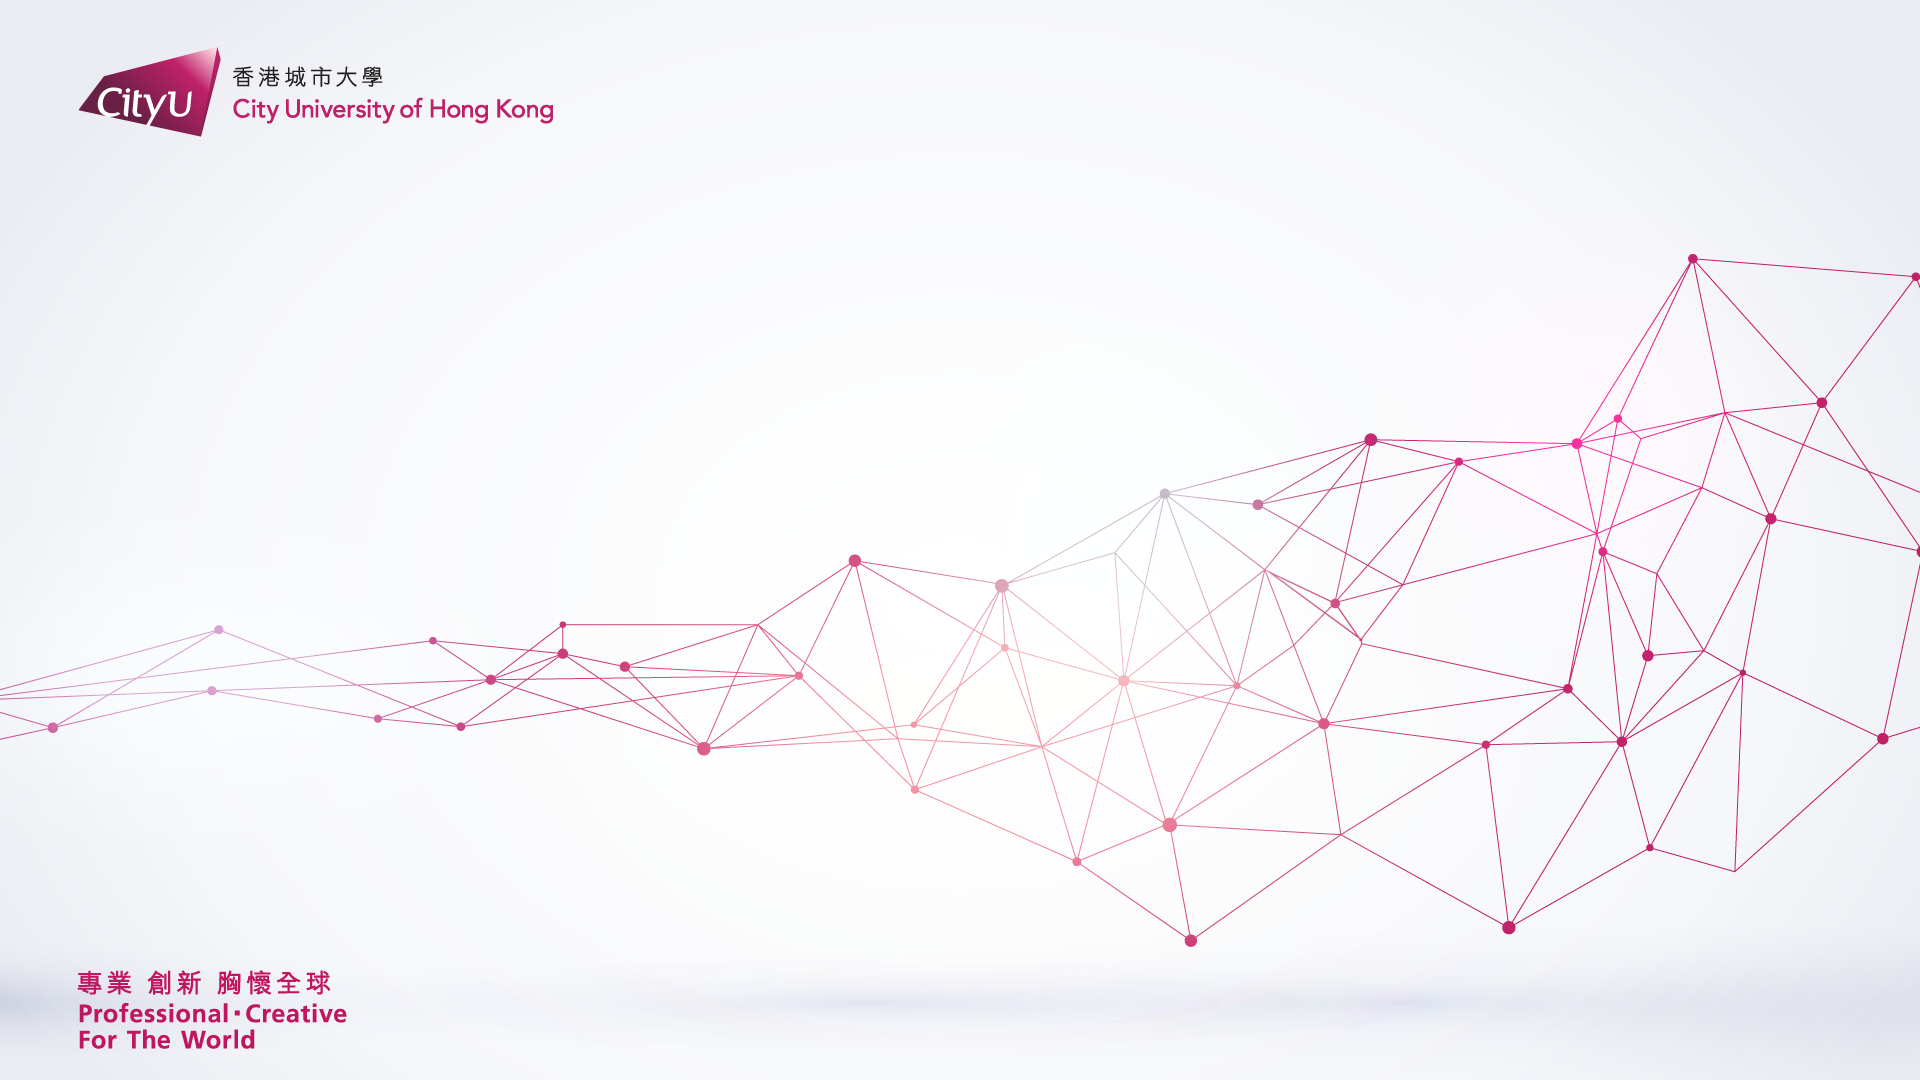 CityU
香港城市大學
City University of Hong Kong
專業 創新 胸懷全球
Professional·Creative
For The World